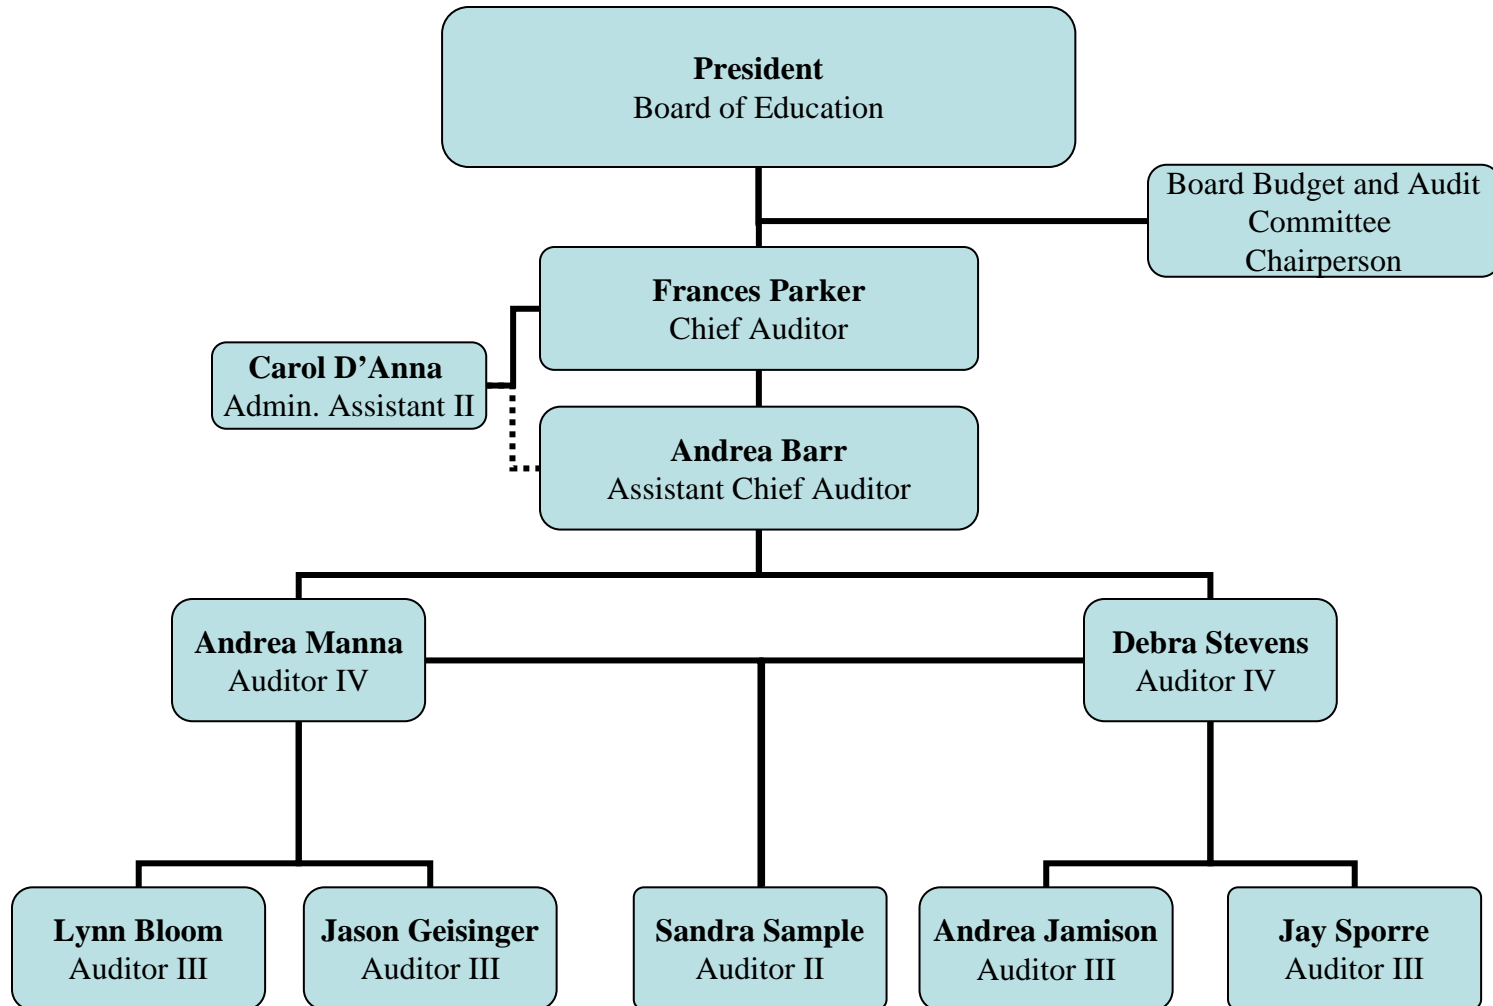 President
Board of Education
Board Budget and Audit
Committee
Chairperson
Frances Parker
Chief Auditor
Carol D’Anna
Admin. Assistant II
Andrea Barr
Assistant Chief Auditor
Andrea Manna
Auditor IV
Debra Stevens
Auditor IV
Lynn Bloom
Auditor III
Jason Geisinger
Auditor III
Sandra Sample
Auditor II
Andrea Jamison
Auditor III
Jay Sporre
Auditor III